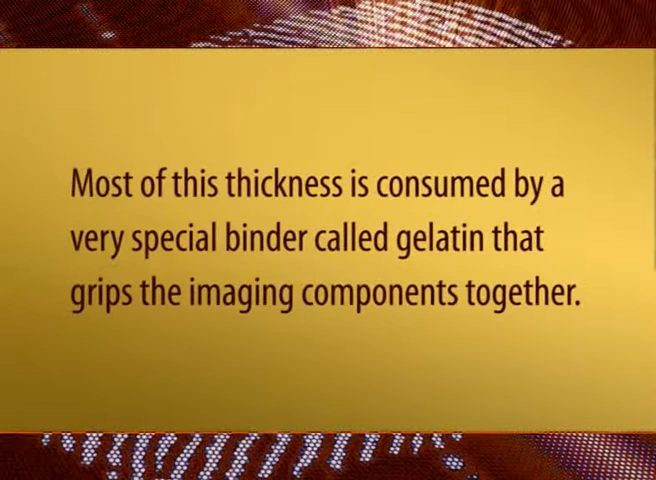 Most of this thickness is consumed by a
very special binder called gelatin that
grips the imaging components together.